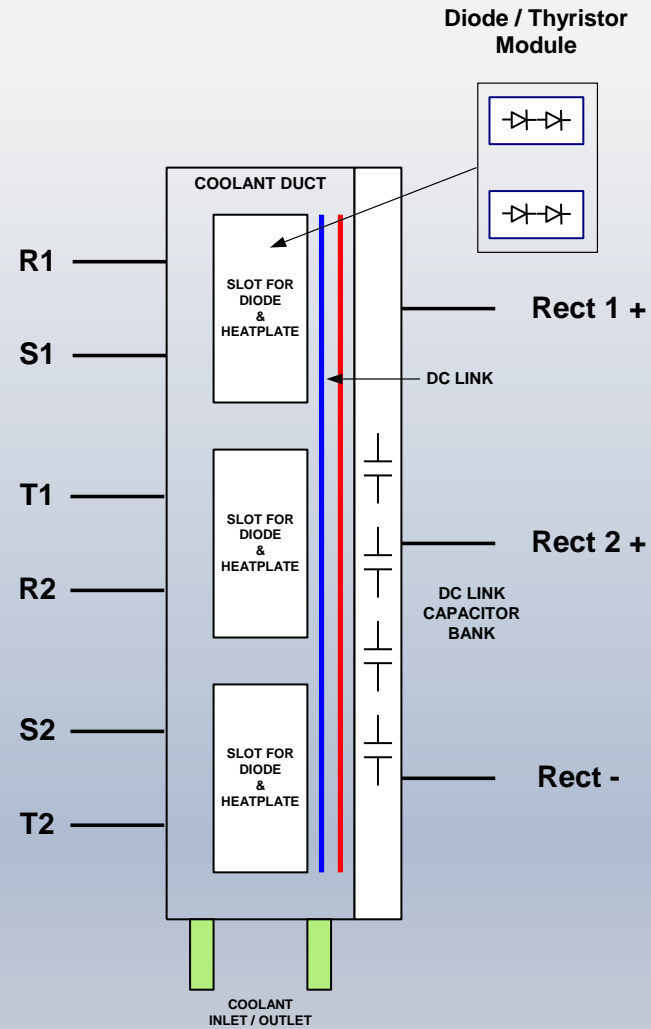 Diode / Thyristor
Module
COOLANT DUCT
R1
S1
T1
R2
S2
T2
SLOT FOR
DIODE
&
HEATPLATE
SLOT FOR
DIODE
&
HEATPLATE
SLOT FOR
DIODE
&
HEATPLATE
Rect 1 +
DC LINK
Rect 2 +
DC LINK
CAPACITOR
BANK
Rect -
COOLANT
INLET / OUTLET